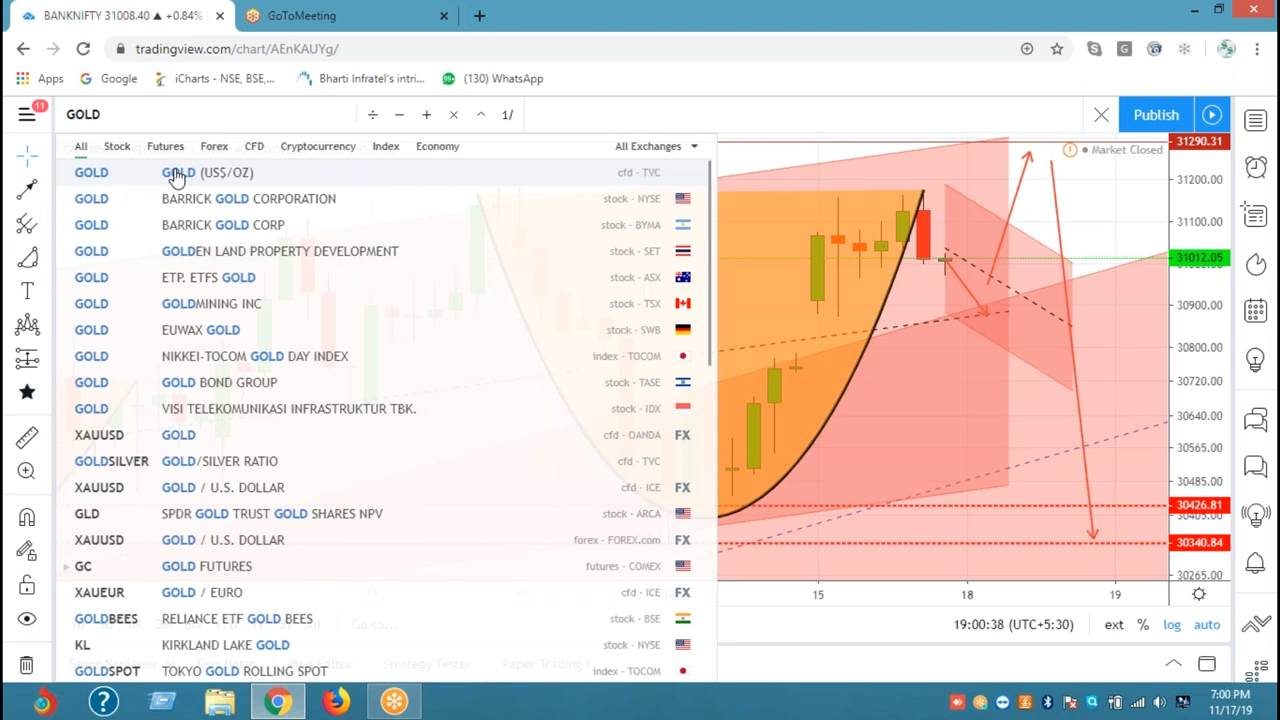 BANKNIFTY 31008.40 ▲ +0.84% ×
GoToMeeting ×
tradingview.com/chart/AEnKAUYg/
Apps
Google
iCharts - NSE, BSE,...
Bharti Infratel's intri...
(130) WhatsApp
11
GOLD
1/
Publish
All Stock Futures Forex CFD Cryptocurrency Index Economy All Exchanges
GOLD GOLD (US$/OZ) cfd - TVC
GOLD BARRICK GOLD CORPORATION stock - NYSE
GOLD BARRICK GOLD CORP stock - BYMA
GOLD GOLDEN LAND PROPERTY DEVELOPMENT stock - SET
GOLD ETP. ETFS GOLD stock - ASX
GOLD GOLDMINING INC stock - TSX
GOLD EUWAX GOLD stock - SWB
GOLD NIKKEI-TOCOM GOLD DAY INDEX index - TOCOM
GOLD GOLD BOND GROUP stock - TASE
GOLD VISI TELEKOMUNIKASI INFRASTRUKTUR TBK. stock - IDX
XAUUSD GOLD cfd - OANDA FX
GOLDSILVER GOLD/SILVER RATIO cfd - TVC
XAUUSD GOLD / U.S. DOLLAR cfd - ICE FX
GLD SPDR GOLD TRUST GOLD SHARES NPV stock - ARCA
XAUUSD GOLD / U.S. DOLLAR forex - FOREX.com FX
GC GOLD FUTURES futures - COMEX
XAUEUR GOLD / EURO cfd - ICE FX
GOLDBEES RELIANCE ETF GOLD BEES stock - BSE
KL KIRKLAND LAKE GOLD stock - NYSE
GOLDSPOT TOKYO GOLD ROLLING SPOT index - TOCOM
Go to...
Strategy Tester
Paper Trading
Market Closed
31290.31
31200.00
31100.00
31012.05
30900.00
30800.00
30720.00
30640.00
30565.00
30485.00
30426.81
30405.00
30340.84
30265.00
15 18 19
19:00:38 (UTC+5:30) ext % log auto
7:00 PM
11/17/19